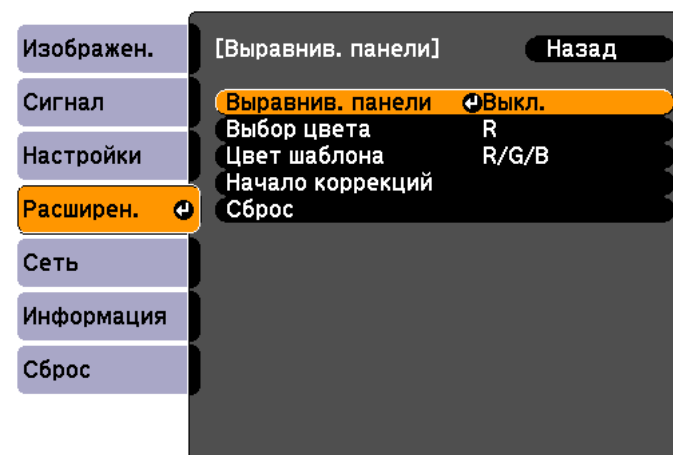 Изображен.
Сигнал
Настройки
Расширен.
Сеть
Информация
Сброс
[Выравнив. панели] Назад
Выравнив. панели Выкл.
Выбор цвета R
Цвет шаблона R/G/B
Начало коррекций
Сброс